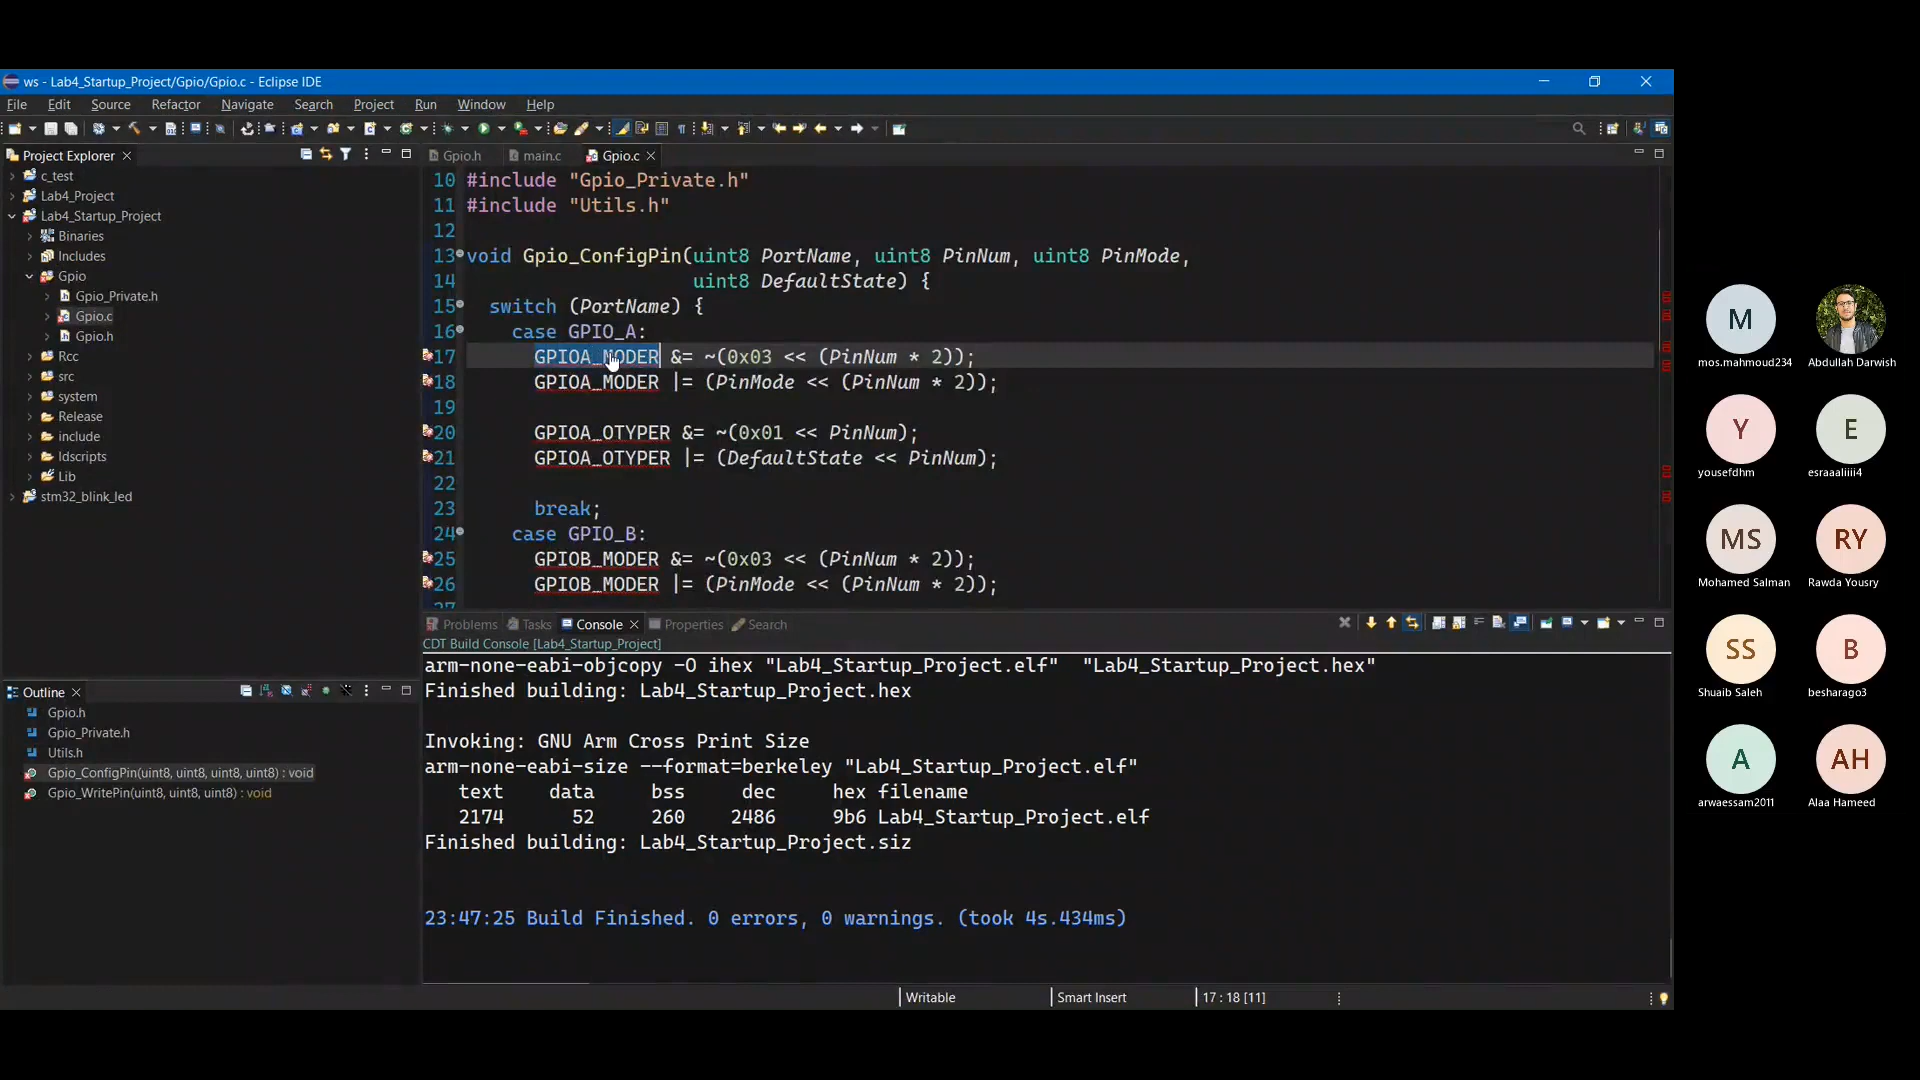 ws - Lab4_Startup_Project/Gpio/Gpio.c - Eclipse IDE
File Edit Source Refactor Navigate Search Project Run Window Help
Project Explorer
c_test
Lab4_Project
Lab4_Startup_Project
Binaries
Includes
Gpio
Gpio_Private.h
Gpio.c
Gpio.h
Rcc
src
system
Release
include
ldscripts
Lib
stm32_blink_led
Outline
Gpio.h
Gpio_Private.h
Utils.h
Gpio_ConfigPin(uint8, uint8, uint8, uint8) : void
Gpio_WritePin(uint8, uint8, uint8) : void
Gpio.h main.c Gpio.c
10 #include "Gpio_Private.h"
11 #include "Utils.h"
12
13 void Gpio_ConfigPin(uint8 PortName, uint8 PinNum, uint8 PinMode,
14 uint8 DefaultState) {
15 switch (PortName) {
16 case GPIO_A:
17 GPIOA_MODER &= ~(0x03 << (PinNum * 2));
18 GPIOA_MODER |= (PinMode << (PinNum * 2));
19
20 GPIOA_OTYPER &= ~(0x01 << PinNum);
21 GPIOA_OTYPER |= (DefaultState << PinNum);
22
23 break;
24 case GPIO_B:
25 GPIOB_MODER &= ~(0x03 << (PinNum * 2));
26 GPIOB_MODER |= (PinMode << (PinNum * 2));
27
Problems Tasks Console Properties Search
CDT Build Console [Lab4_Startup_Project]
arm-none-eabi-objcopy -O ihex "Lab4_Startup_Project.elf" "Lab4_Startup_Project.hex"
Finished building: Lab4_Startup_Project.hex
Invoking: GNU Arm Cross Print Size
arm-none-eabi-size --format=berkeley "Lab4_Startup_Project.elf"
text data bss dec hex filename
2174 52 260 2486 9b6 Lab4_Startup_Project.elf
Finished building: Lab4_Startup_Project.siz
23:47:25 Build Finished. 0 errors, 0 warnings. (took 4s.434ms)
Writable Smart Insert 17 : 18 [11]
M
mos.mahmoud234 Abdullah Darwish
Y E
yousefdhm esraaaliiii4
MS RY
Mohamed Salman Rawda Yousry
SS B
Shuaib Saleh besharago3
A AH
arwaessam2011 Alaa Hameed